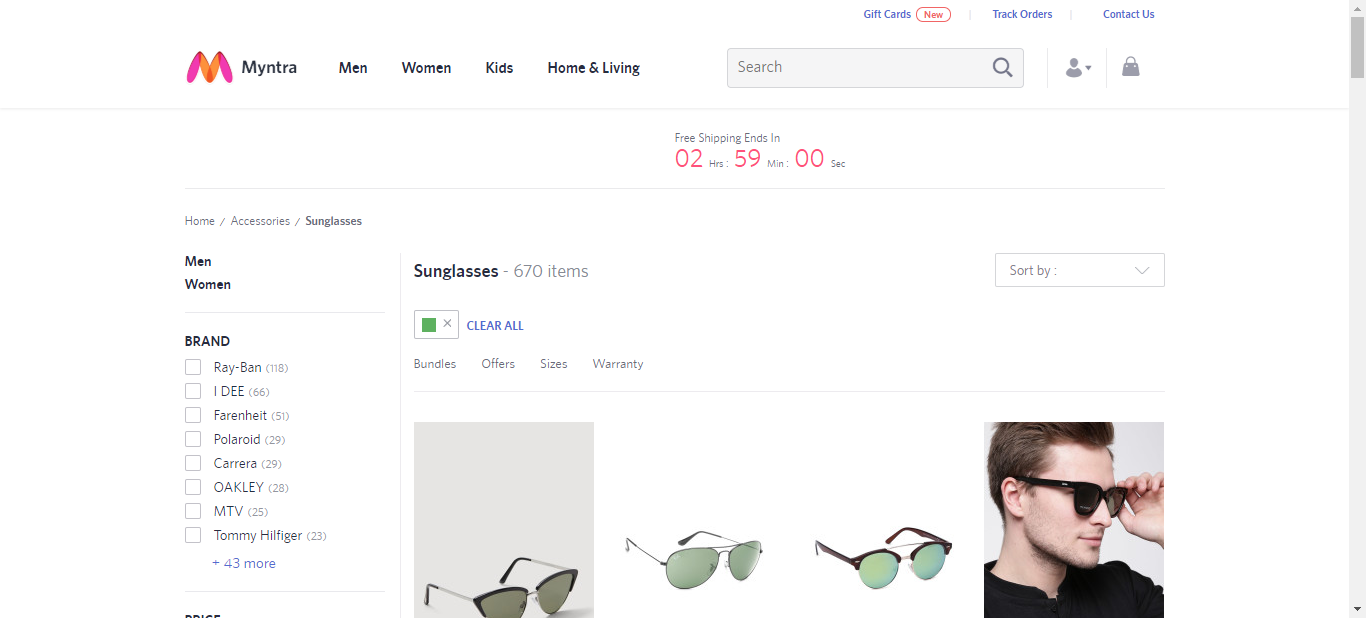 Gift Cards New | Track Orders | Contact Us
Myntra Men Women Kids Home & Living Search
Free Shipping Ends In
02 Hrs : 59 Min : 00 Sec
Home / Accessories / Sunglasses
Men
Women
BRAND
Ray-Ban (118)
I DEE (66)
Farenheit (51)
Polaroid (29)
Carrera (29)
OAKLEY (28)
MTV (25)
Tommy Hilfiger (23)
+ 43 more
PRICE
Sunglasses - 670 items
Sort by :
CLEAR ALL
Bundles Offers Sizes Warranty